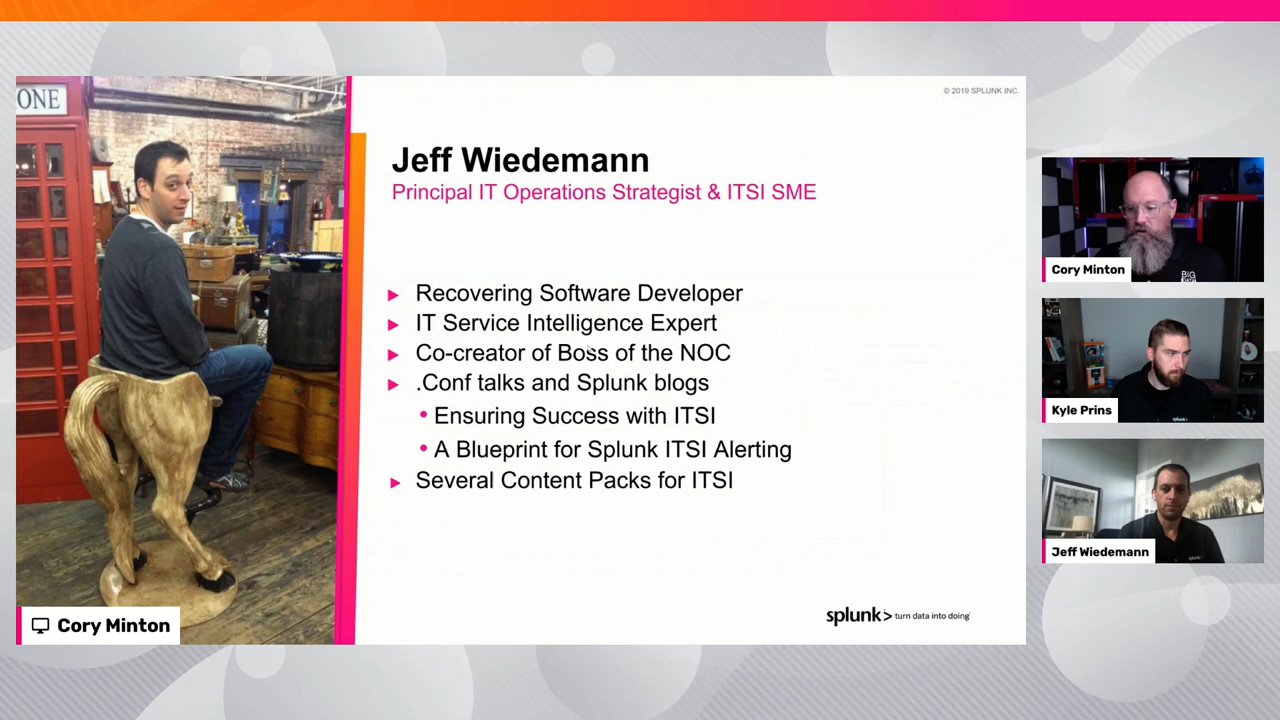 ONE
© 2019 SPLUNK INC.
Jeff Wiedemann
Principal IT Operations Strategist & ITSI SME
Recovering Software Developer
IT Service Intelligence Expert
Co-creator of Boss of the NOC
.Conf talks and Splunk blogs
Ensuring Success with ITSI
A Blueprint for Splunk ITSI Alerting
Several Content Packs for ITSI
splunk> turn data into doing
Cory Minton
BIG
Cory Minton
Kyle Prins
splunk>
Jeff Wiedemann